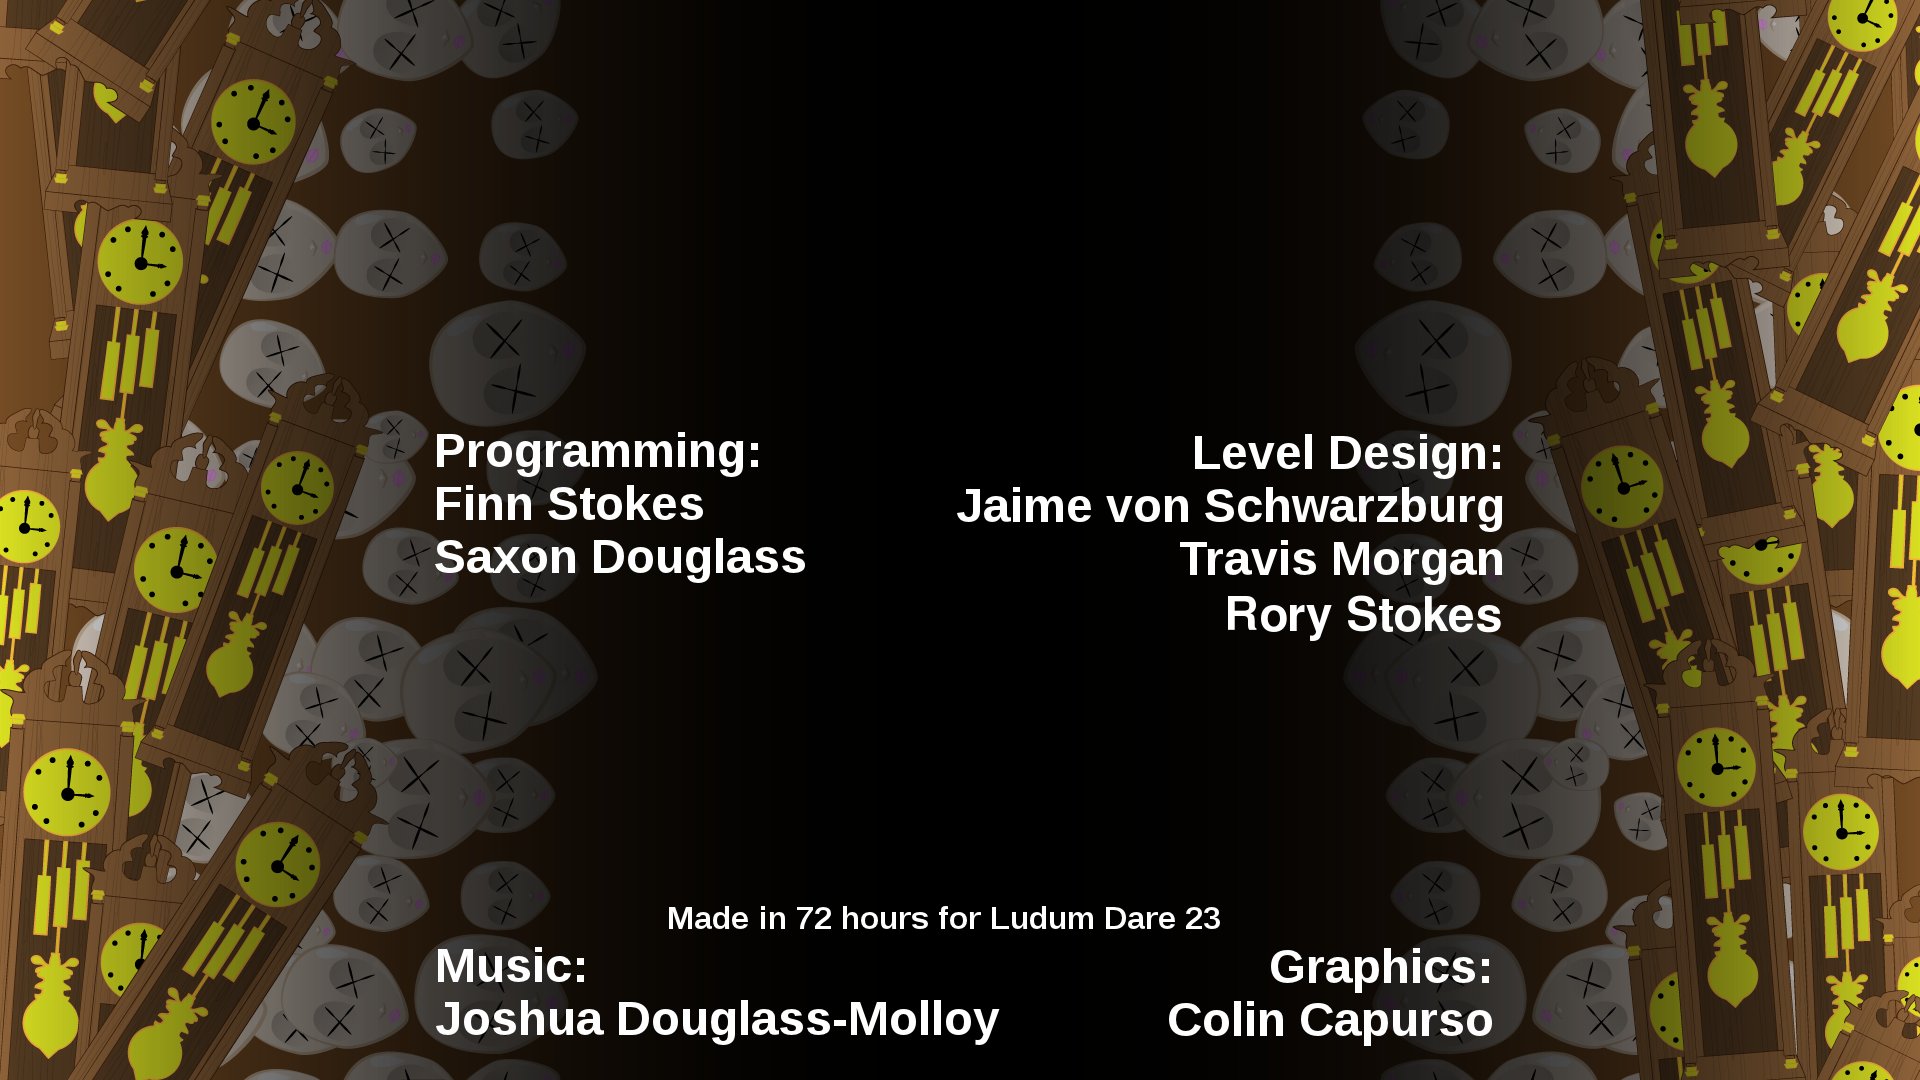 Programming:
Finn Stokes
Saxon Douglass
Level Design:
Jaime von Schwarzburg
Travis Morgan
Rory Stokes
Made in 72 hours for Ludum Dare 23
Music:
Joshua Douglass-Molloy
Graphics:
Colin Capurso